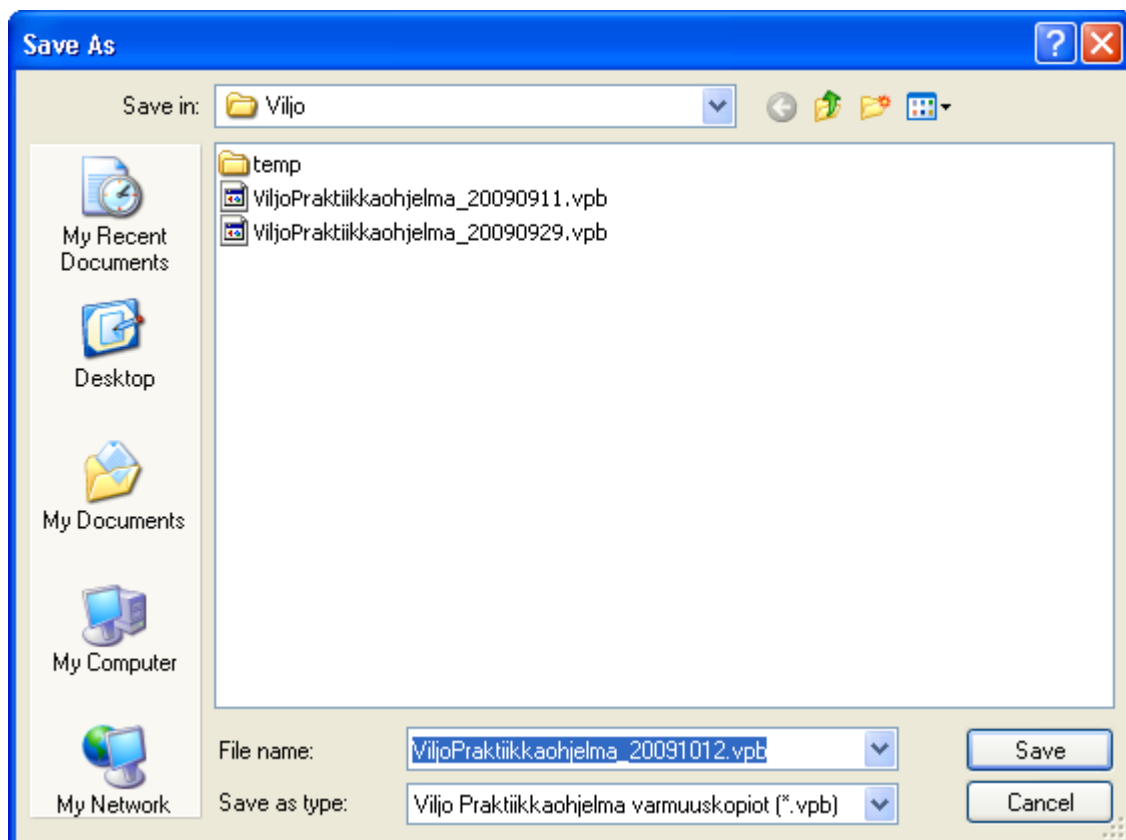 Save As
Save in: Viljo
temp
ViljoPraktiikkaohjelma_20090911.vpb
ViljoPraktiikkaohjelma_20090929.vpb
My Recent
Documents
Desktop
My Documents
My Computer
My Network
File name: ViljoPraktiikkaohjelma_20091012.vpb Save
Save as type: Viljo Praktiikkaohjelma varmuuskopiot (*.vpb) Cancel